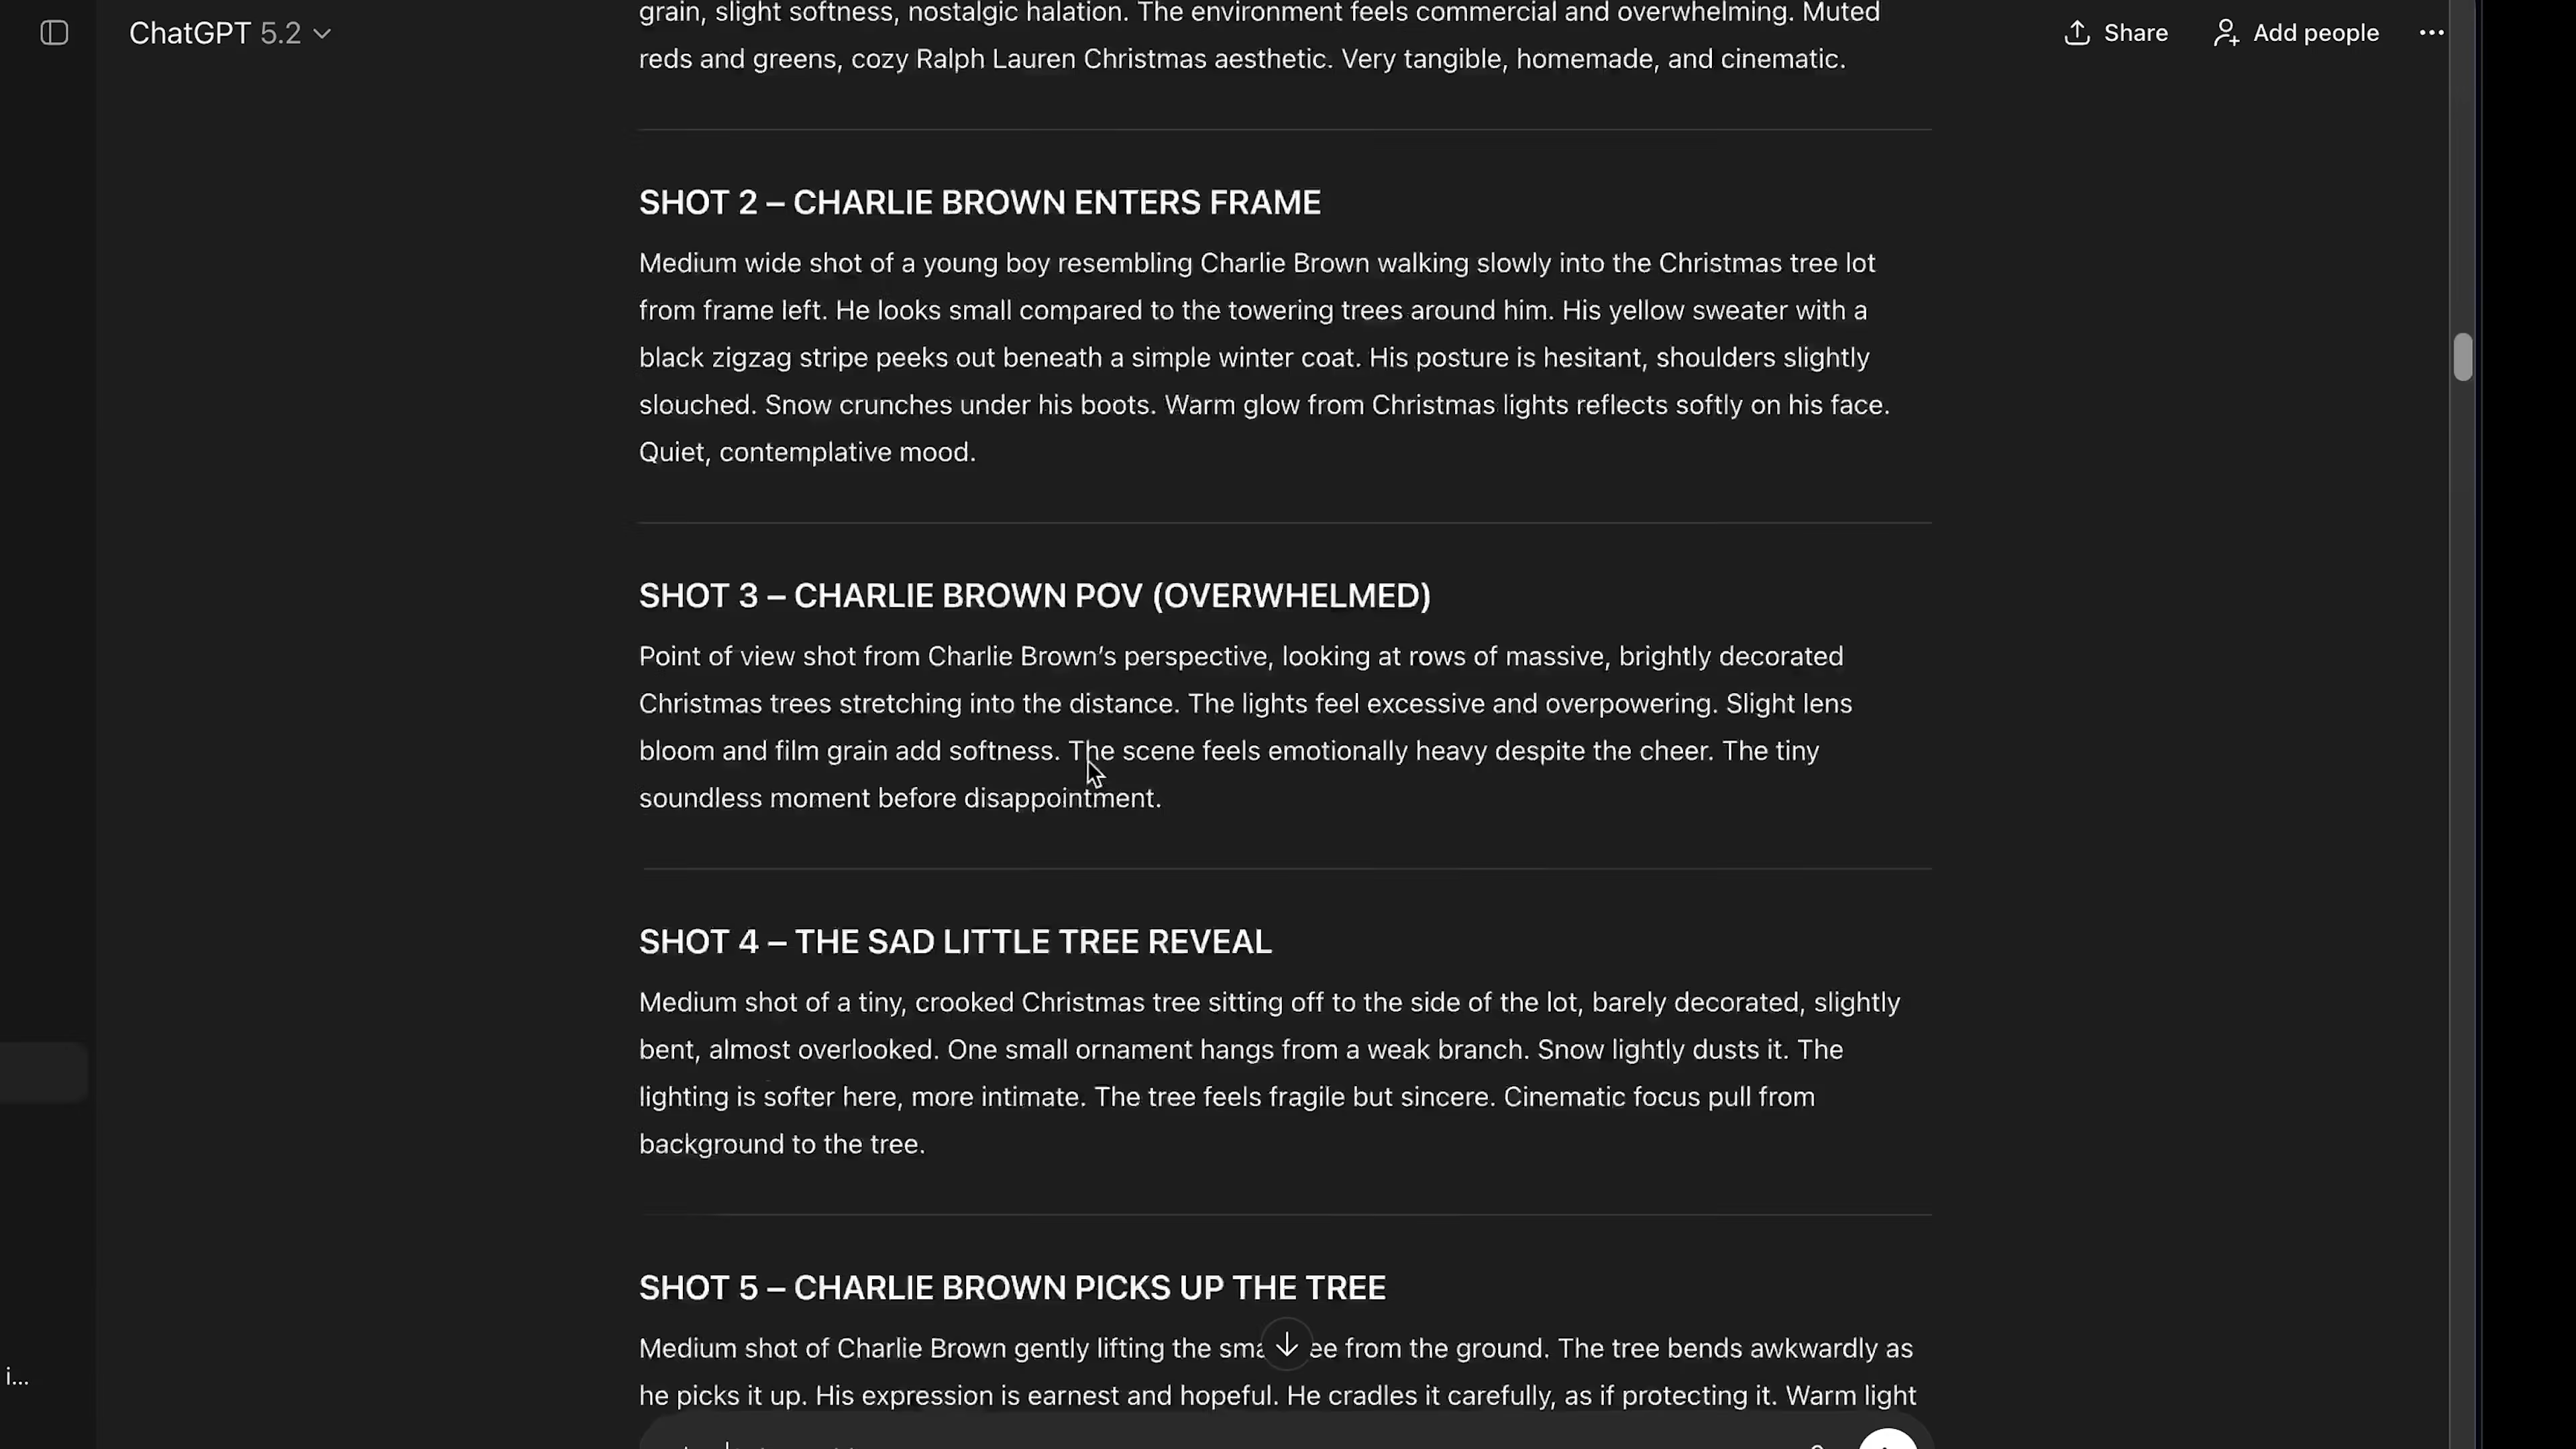 ChatGPT 5.2
Share
Add people
grain, slight softness, nostalgic halation. The environment feels commercial and overwhelming. Muted
reds and greens, cozy Ralph Lauren Christmas aesthetic. Very tangible, homemade, and cinematic.
SHOT 2 – CHARLIE BROWN ENTERS FRAME
Medium wide shot of a young boy resembling Charlie Brown walking slowly into the Christmas tree lot
from frame left. He looks small compared to the towering trees around him. His yellow sweater with a
black zigzag stripe peeks out beneath a simple winter coat. His posture is hesitant, shoulders slightly
slouched. Snow crunches under his boots. Warm glow from Christmas lights reflects softly on his face.
Quiet, contemplative mood.
SHOT 3 – CHARLIE BROWN POV (OVERWHELMED)
Point of view shot from Charlie Brown’s perspective, looking at rows of massive, brightly decorated
Christmas trees stretching into the distance. The lights feel excessive and overpowering. Slight lens
bloom and film grain add softness. The scene feels emotionally heavy despite the cheer. The tiny
soundless moment before disappointment.
SHOT 4 – THE SAD LITTLE TREE REVEAL
Medium shot of a tiny, crooked Christmas tree sitting off to the side of the lot, barely decorated, slightly
bent, almost overlooked. One small ornament hangs from a weak branch. Snow lightly dusts it. The
lighting is softer here, more intimate. The tree feels fragile but sincere. Cinematic focus pull from
background to the tree.
SHOT 5 – CHARLIE BROWN PICKS UP THE TREE
Medium shot of Charlie Brown gently lifting the sma ee from the ground. The tree bends awkwardly as
he picks it up. His expression is earnest and hopeful. He cradles it carefully, as if protecting it. Warm light
i...